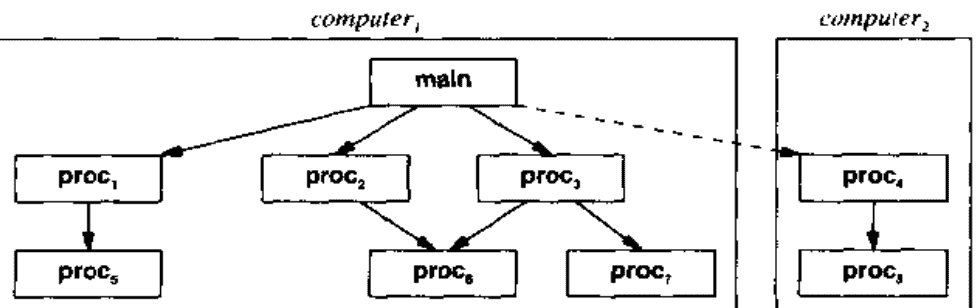 computer₁ computer₂
main
proc₁ proc₂ proc₃ proc₄
proc₅ proc₆ proc₇ proc₈